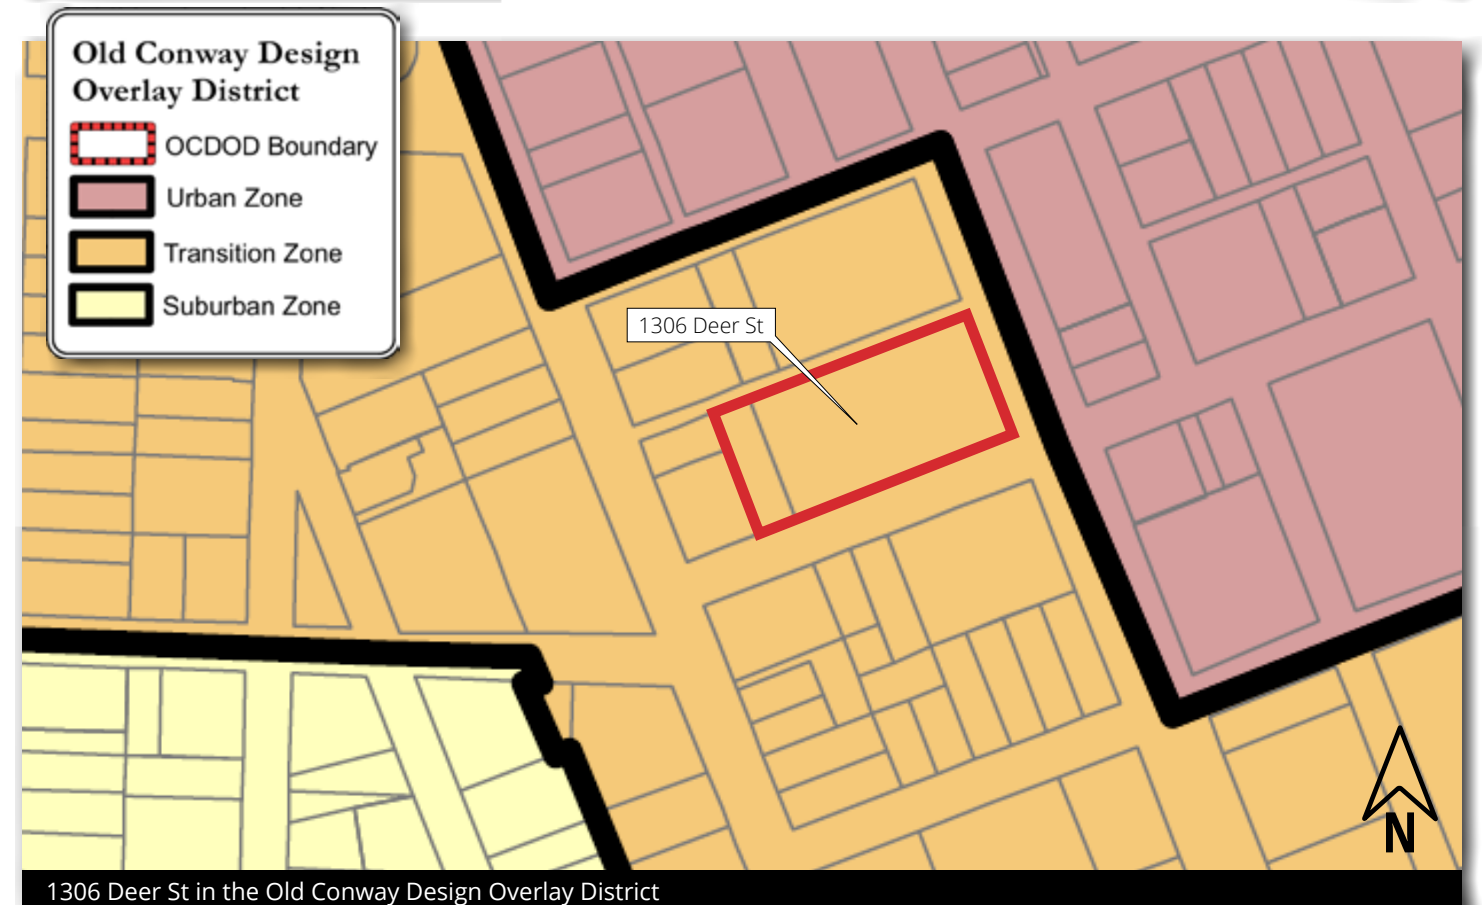 Old Conway Design
Overlay District
OCDOD Boundary
Urban Zone
Transition Zone
Suburban Zone
1306 Deer St
N
1306 Deer St in the Old Conway Design Overlay District